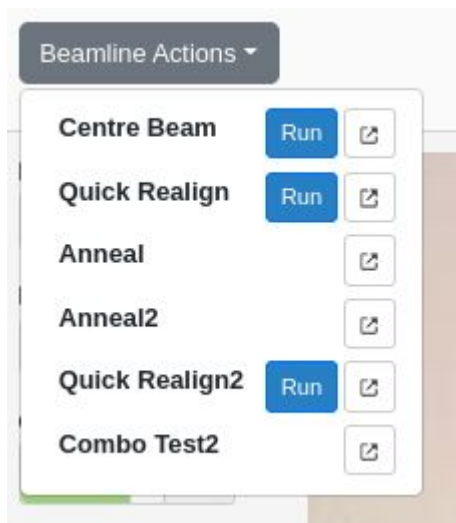 Beamline Actions
Centre Beam Run
Quick Realign Run
Anneal
Anneal2
Quick Realign2 Run
Combo Test2